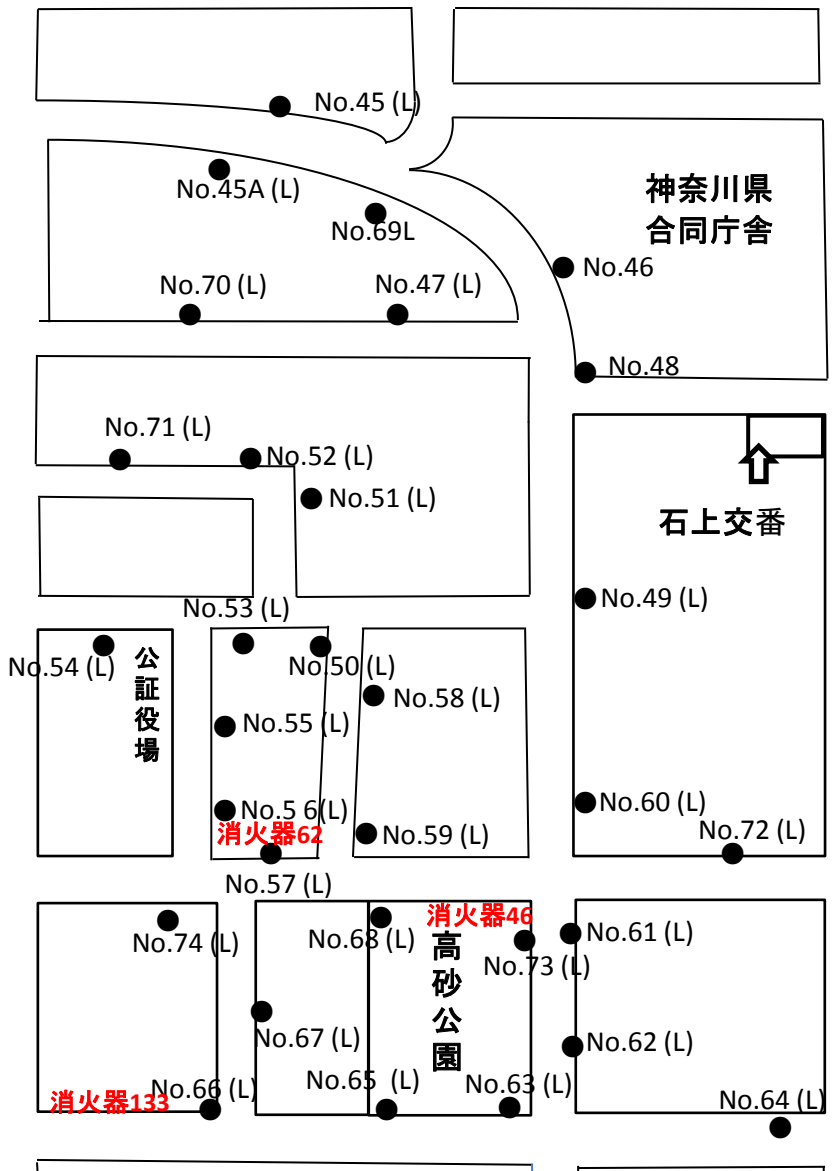 No.45 (L)
No.45A (L)
神奈川県
合同庁舎
No.69L
No.46
No.70 (L)
No.47 (L)
No.48
No.71 (L)
No.52 (L)
No.51 (L)
石上交番
No.49 (L)
No.53 (L)
No.54 (L)
公証役場
No.50 (L)
No.58 (L)
No.55 (L)
No.5 6(L)
消火器62
No.59 (L)
No.60 (L)
No.72 (L)
No.57 (L)
No.74 (L)
No.68 (L)
消火器46
高砂公園
No.73 (L)
No.61 (L)
No.67 (L)
No.62 (L)
消火器133
No.66 (L)
No.65 (L)
No.63 (L)
No.64 (L)